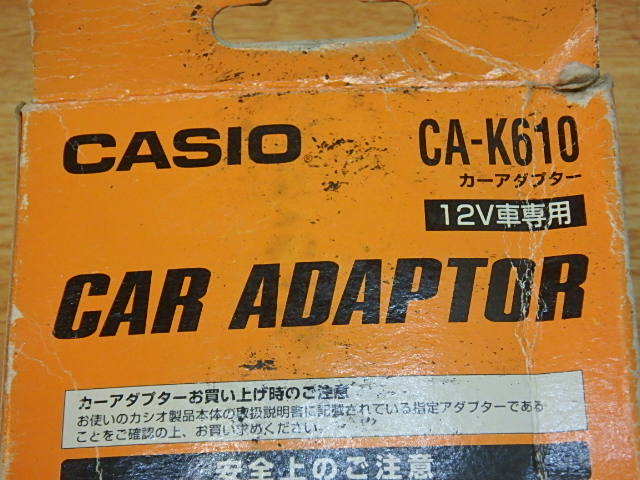 CASIO
CA-K610
カーアダプター
12V車専用
CAR ADAPTOR
カーアダプターお買い上げ時のご注意
お使いのカシオ製品本体の取扱説明書に記載されている指定アダプターである
ことをご確認の上、お買い求めください。
安全上のご注意